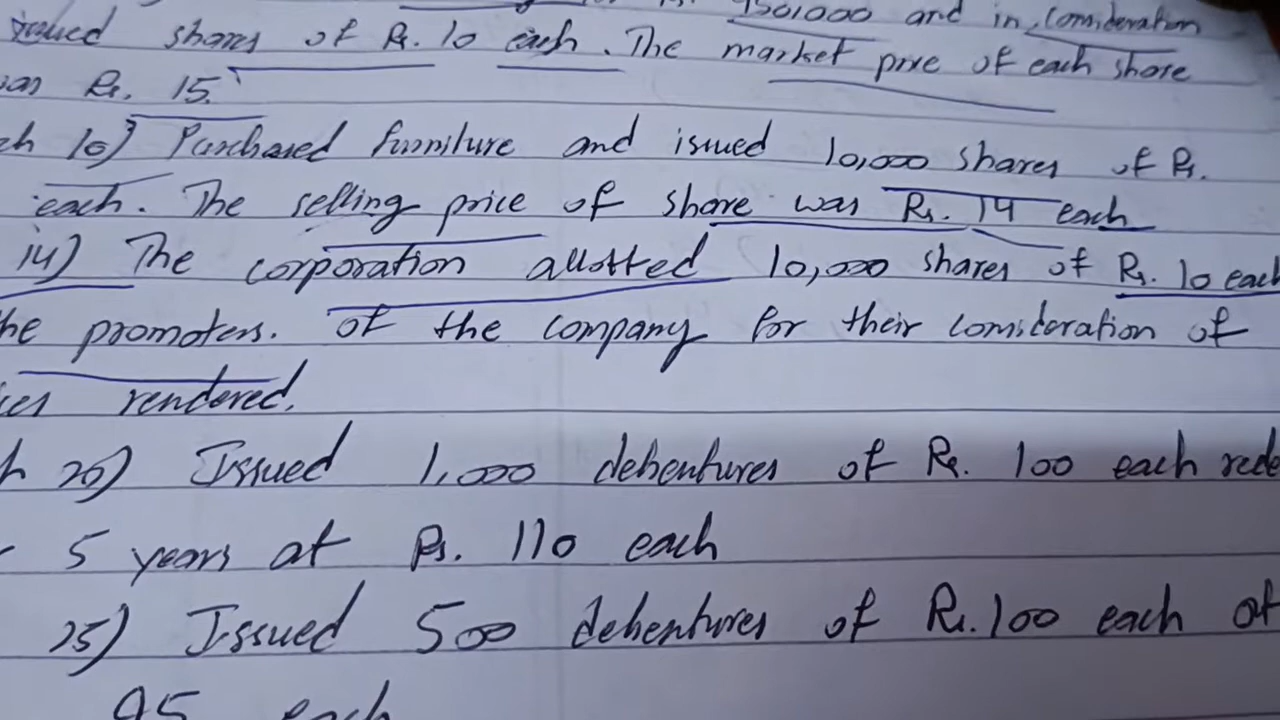 1501000 and in consideration
issued shares of Rs. 10 each. The market price of each share
Rs. 15.
10) Purchased furniture and issued 10,000 shares of Rs.
each. The selling price of share was Rs. 14 each
14) The corporation allotted 10,000 shares of Rs. 10 each
promoters. of the company for their consideration of
rendered.
20) Issued 1,000 debentures of Rs. 100 each
5 years at Rs. 110 each
25) Issued 500 debentures of Rs. 100 each at
95 each